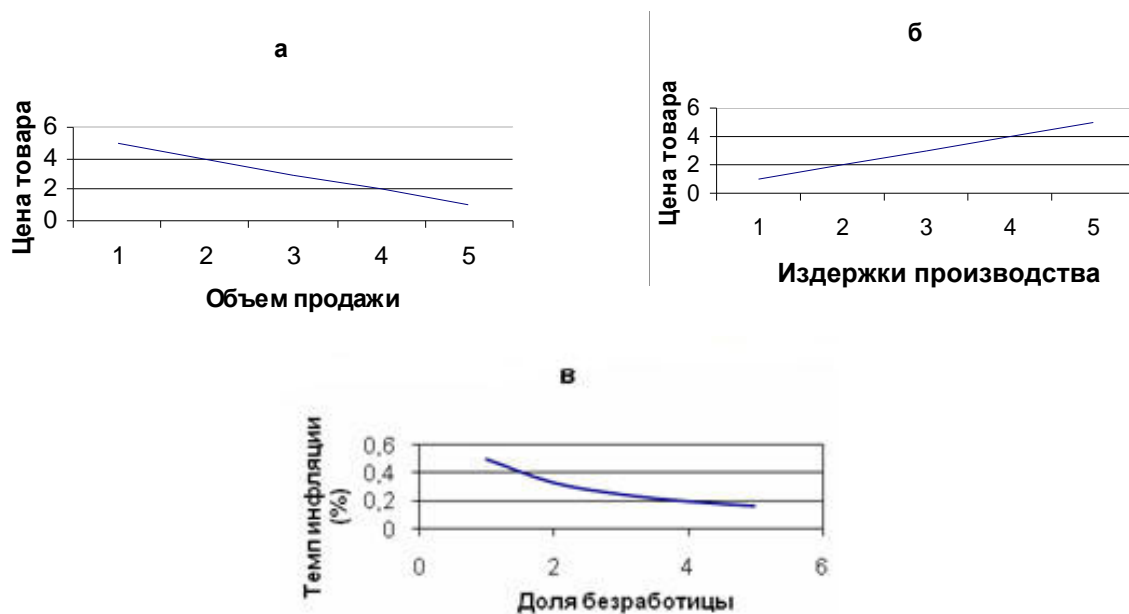 а
Цена товара
6
4
2
0
1 2 3 4 5
Объем продажи
б
Цена товара
6
4
2
0
1 2 3 4 5
Издержки производства
в
Темп инфляции
(%)
0,6
0,4
0,2
0
0 2 4 6
Доля безработицы